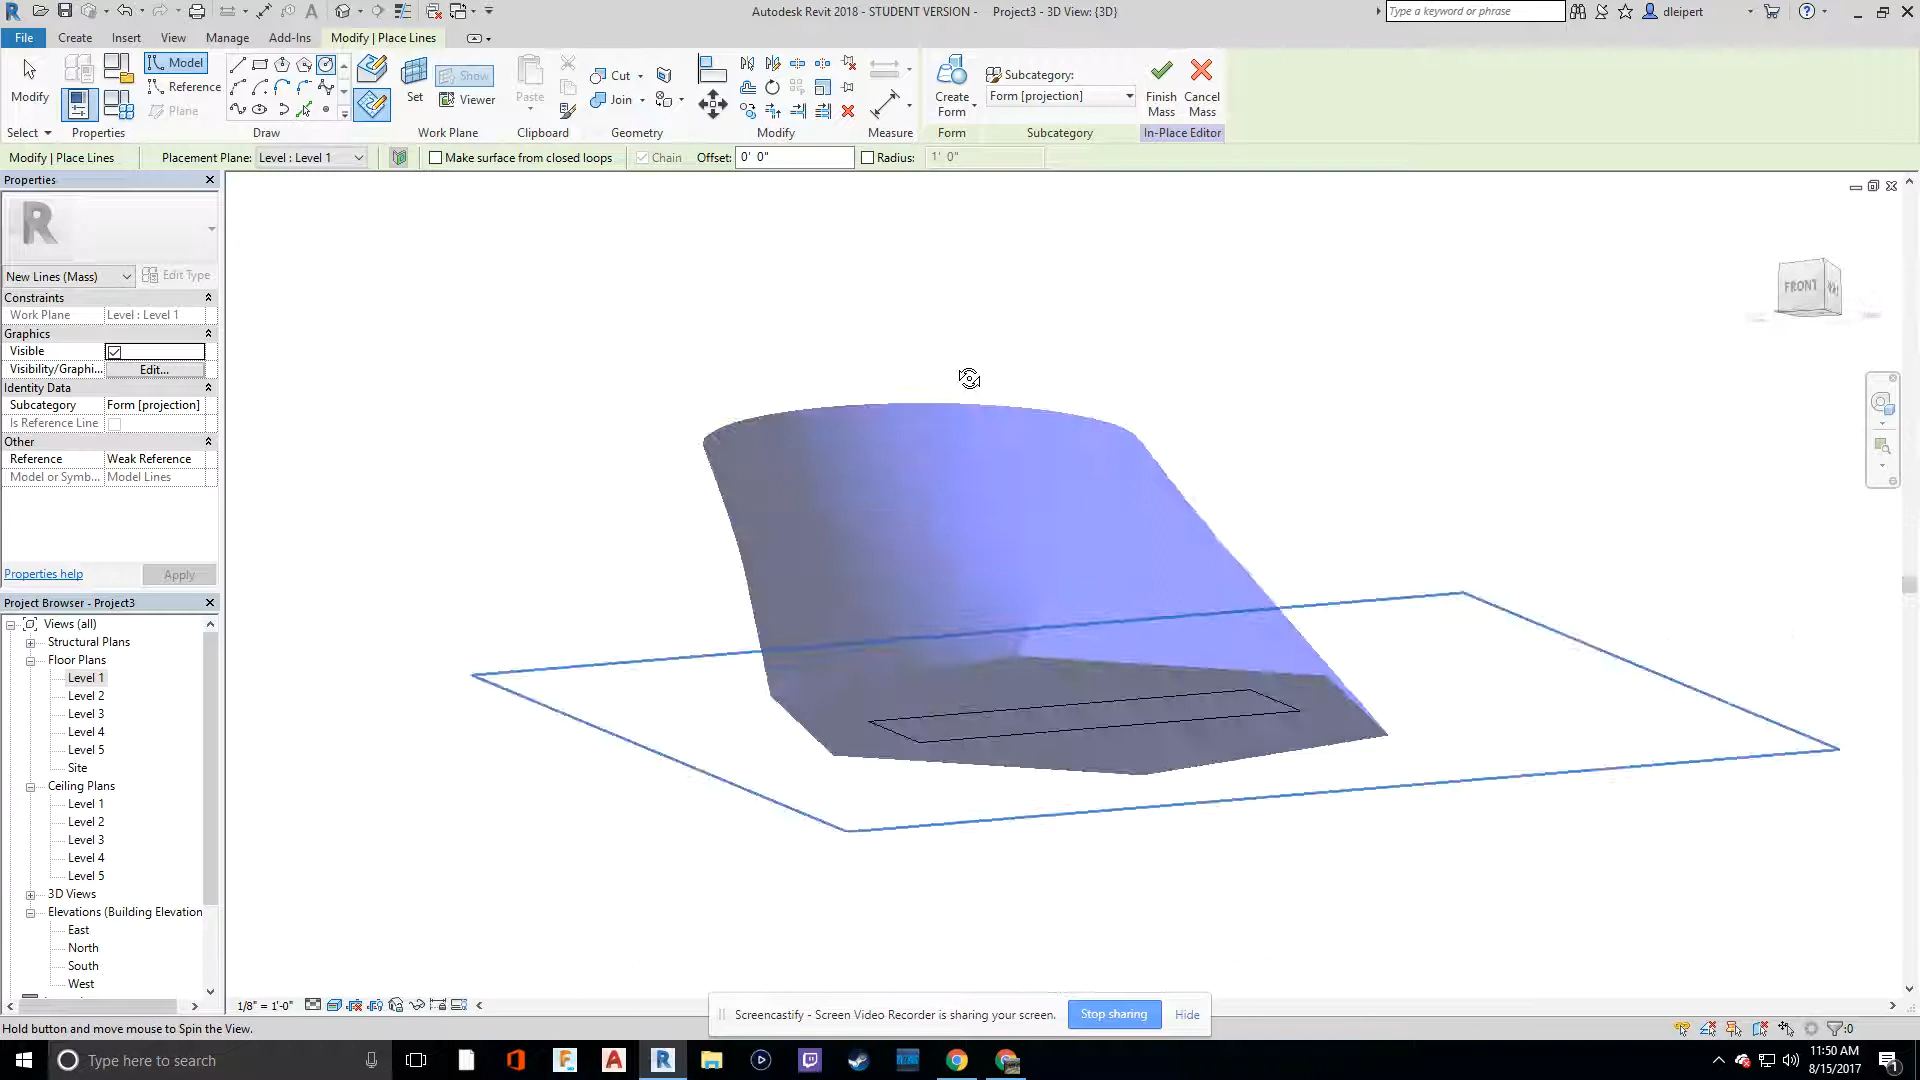 Autodesk Revit 2018 - STUDENT VERSION - Project3 - 3D View: {3D}
Type a keyword or phrase
dleipert
File Create Insert View Manage Add-Ins Modify | Place Lines
Modify
Model
Reference
Plane
Set
Show
Viewer
Paste
Cut
Join
Create
Form
Subcategory:
Form [projection]
Finish
Mass
Cancel
Mass
Select Properties Draw Work Plane Clipboard Geometry Modify Measure Form Subcategory In-Place Editor
Modify | Place Lines Placement Plane: Level : Level 1 Make surface from closed loops Chain Offset: 0' 0" Radius: 1' 0"
Properties
R
New Lines (Mass) Edit Type
Constraints
Work Plane Level : Level 1
Graphics
Visible
Visibility/Graphi... Edit...
Identity Data
Subcategory Form [projection]
Is Reference Line
Other
Reference Weak Reference
Model or Symb... Model Lines
Properties help Apply
Project Browser - Project3
Views (all)
Structural Plans
Floor Plans
Level 1
Level 2
Level 3
Level 4
Level 5
Site
Ceiling Plans
Level 1
Level 2
Level 3
Level 4
Level 5
3D Views
Elevations (Building Elevation
East
North
South
West
FRONT
1/8" = 1'-0"
Screencastify - Screen Video Recorder is sharing your screen. Stop sharing Hide
Hold button and move mouse to Spin the View.
:0
Type here to search
11:50 AM
8/15/2017